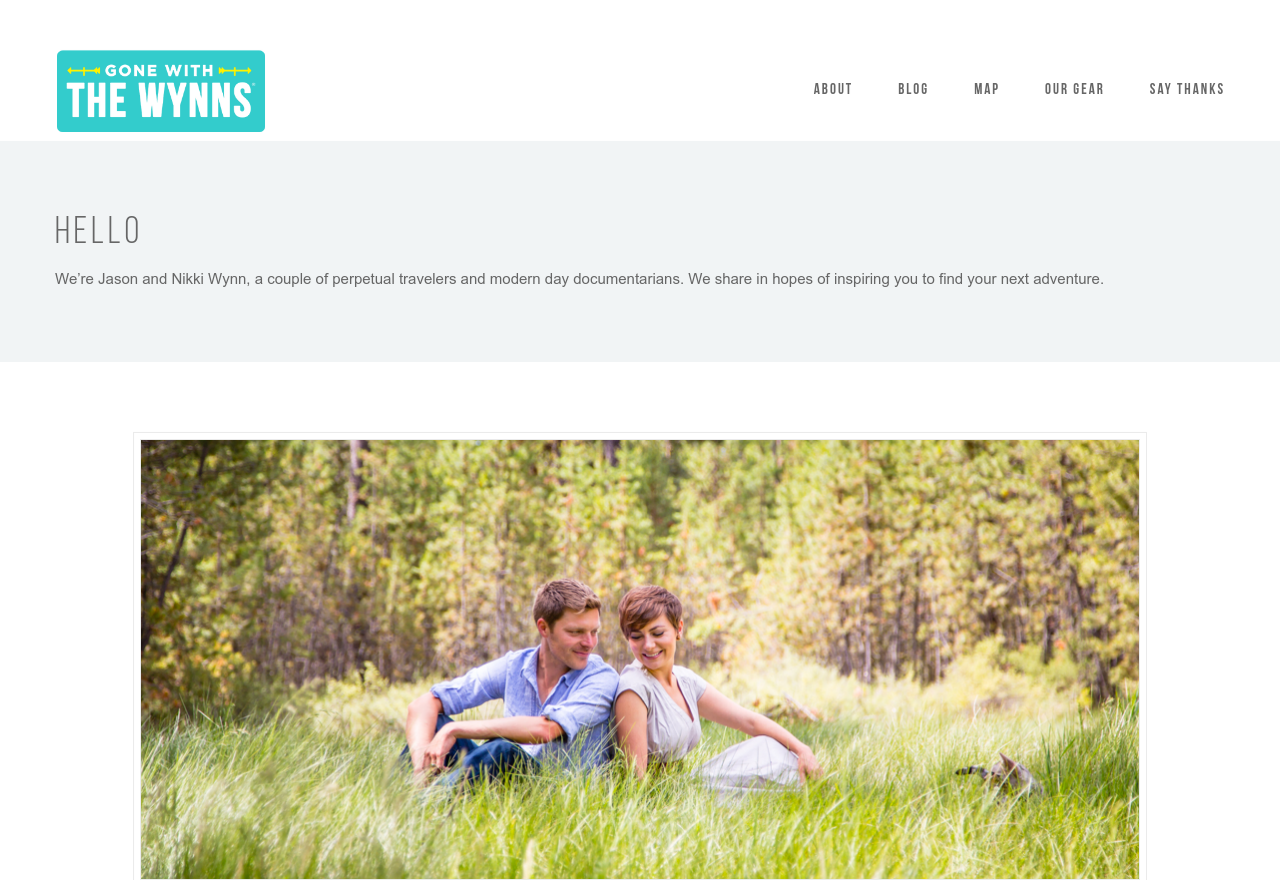 GONE WITH
THE WYNNS
ABOUT
BLOG
MAP
OUR GEAR
SAY THANKS
HELLO
We’re Jason and Nikki Wynn, a couple of perpetual travelers and modern day documentarians. We share in hopes of inspiring you to find your next adventure.